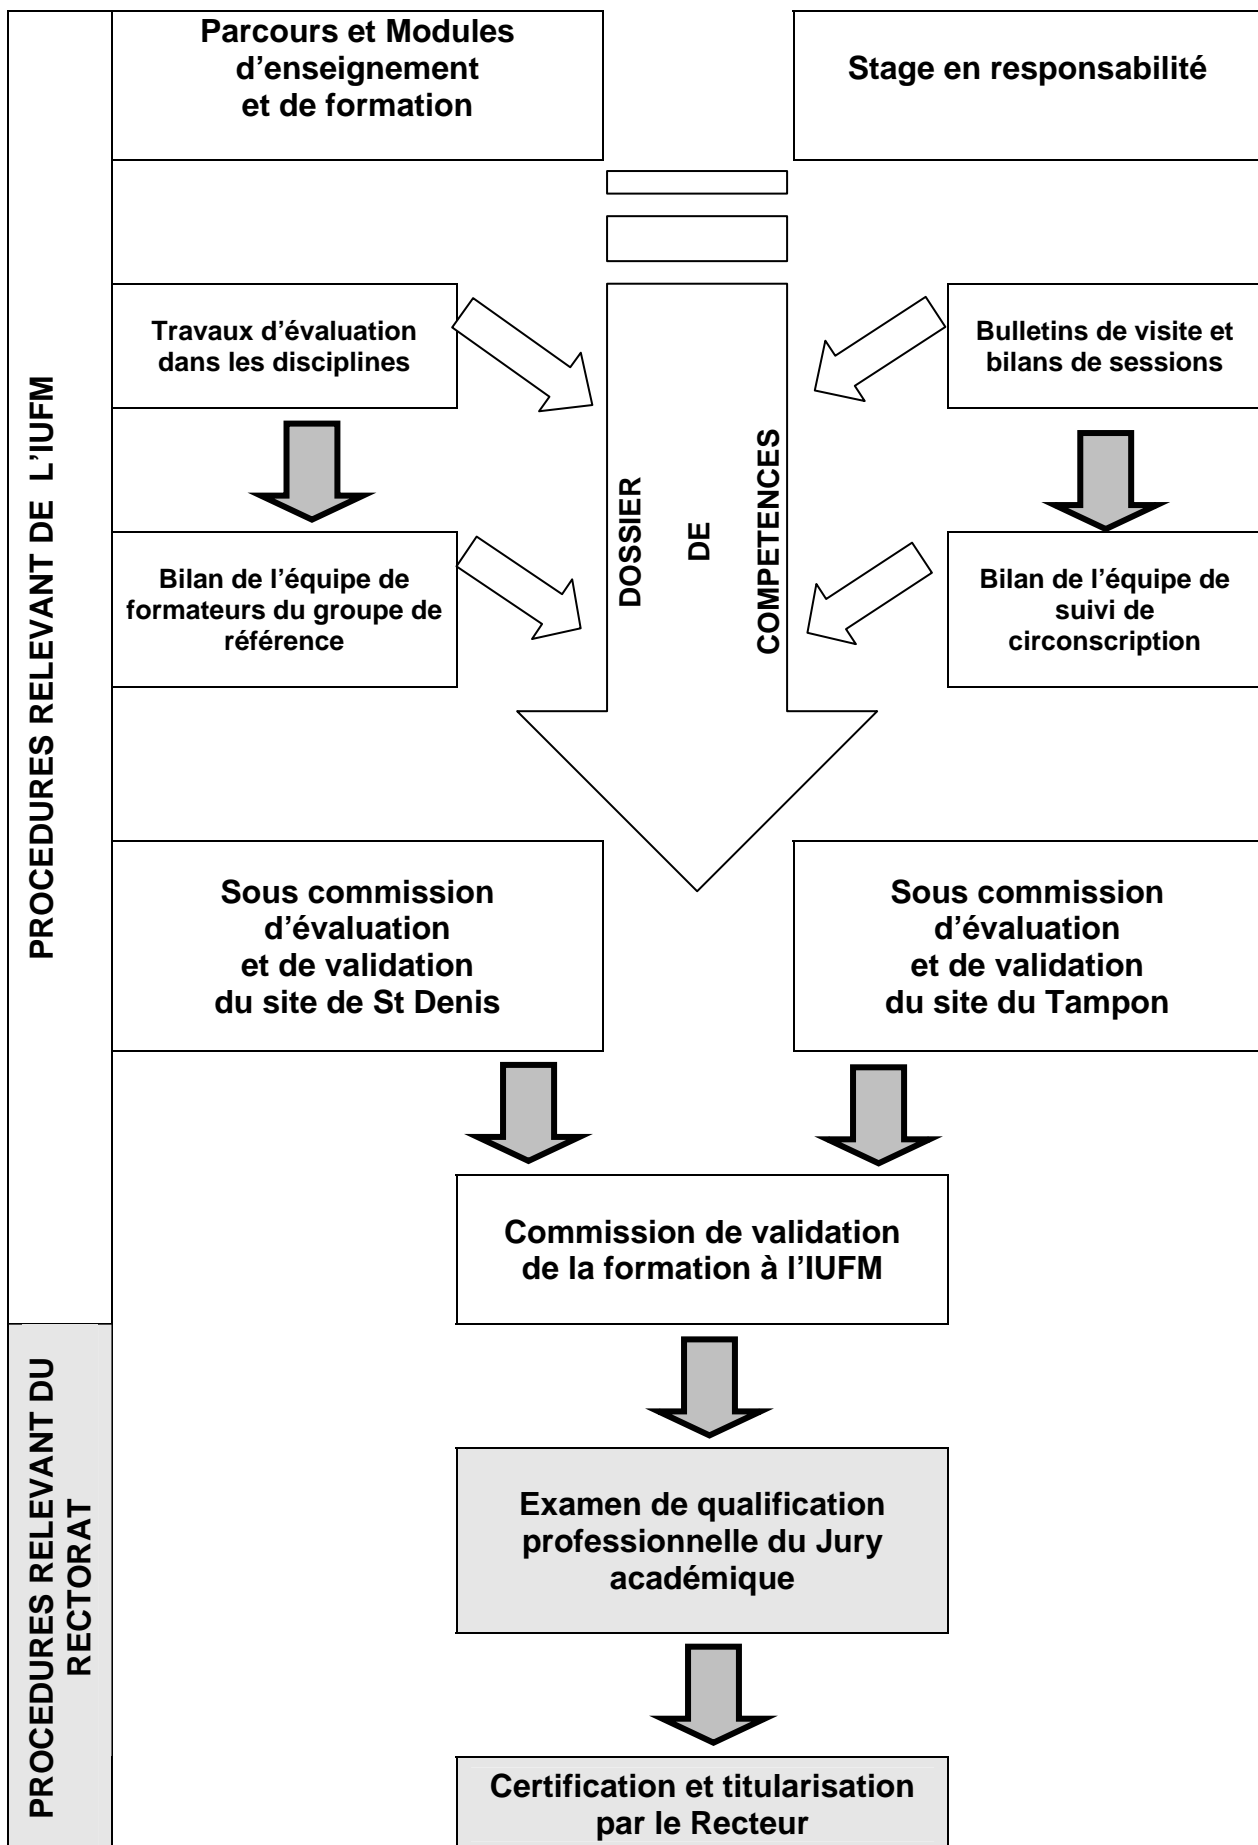 Parcours et Modules
d'enseignement
et de formation
Stage en responsabilité
PROCEDURES RELEVANT DE L'IUFM
Travaux d'évaluation
dans les disciplines
Bulletins de visite et
bilans de sessions
DOSSIER
DE
COMPETENCES
Bilan de l'équipe de
formateurs du groupe de
référence
Bilan de l'équipe de
suivi de
circonscription
Sous commission
d'évaluation
et de validation
du site de St Denis
Sous commission
d'évaluation
et de validation
du site du Tampon
Commission de validation
de la formation à l'IUFM
PROCEDURES RELEVANT DU
RECTORAT
Examen de qualification
professionnelle du Jury
académique
Certification et titularisation
par le Recteur